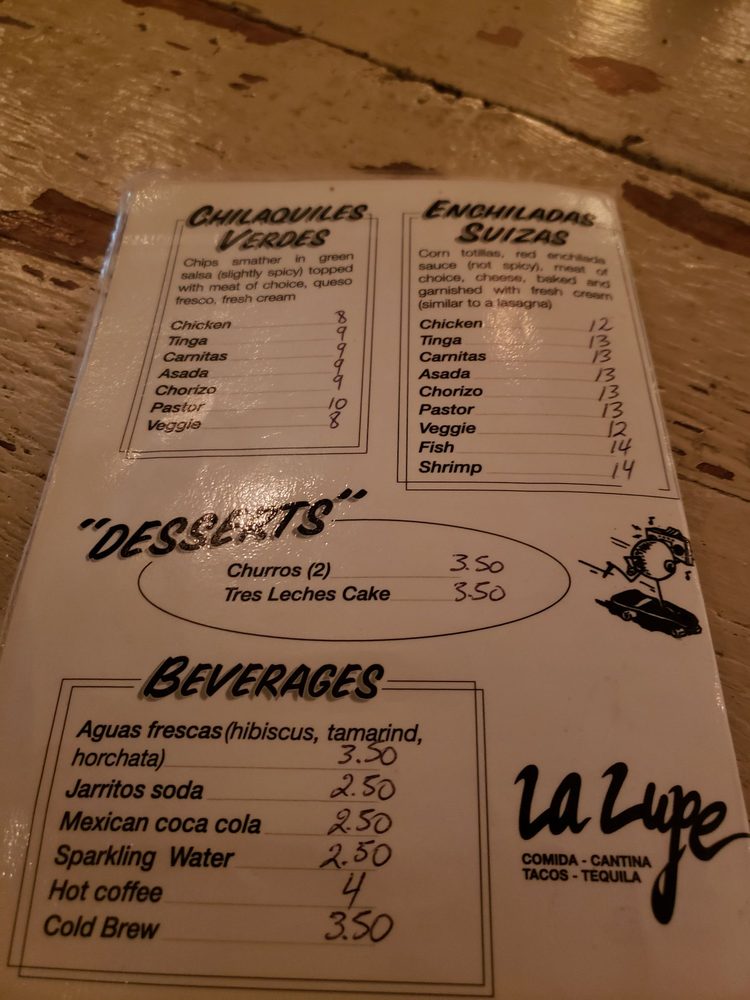 CHILAQUILES
VERDES
Chips smather in green
salsa (slightly spicy) topped
with meat of choice, queso
fresco, fresh cream
Chicken 8
Tinga 9
Carnitas 9
Asada 9
Chorizo 9
Pastor 10
Veggie 8
ENCHILADAS
SUIZAS
Corn totillas, red enchilada
sauce (not spicy), meat of
choice, cheese, baked and
garnished with fresh cream
(similar to a lasagna)
Chicken 12
Tinga 13
Carnitas 13
Asada 13
Chorizo 13
Pastor 13
Veggie 12
Fish 14
Shrimp 14
"DESSERTS"
Churros (2) 3.50
Tres Leches Cake 3.50
BEVERAGES
Aguas frescas (hibiscus, tamarind,
horchata) 3.50
Jarritos soda 2.50
Mexican coca cola 2.50
Sparkling Water 2.50
Hot coffee 4
Cold Brew 3.50
La Lupe
COMIDA - CANTINA
TACOS - TEQUILA